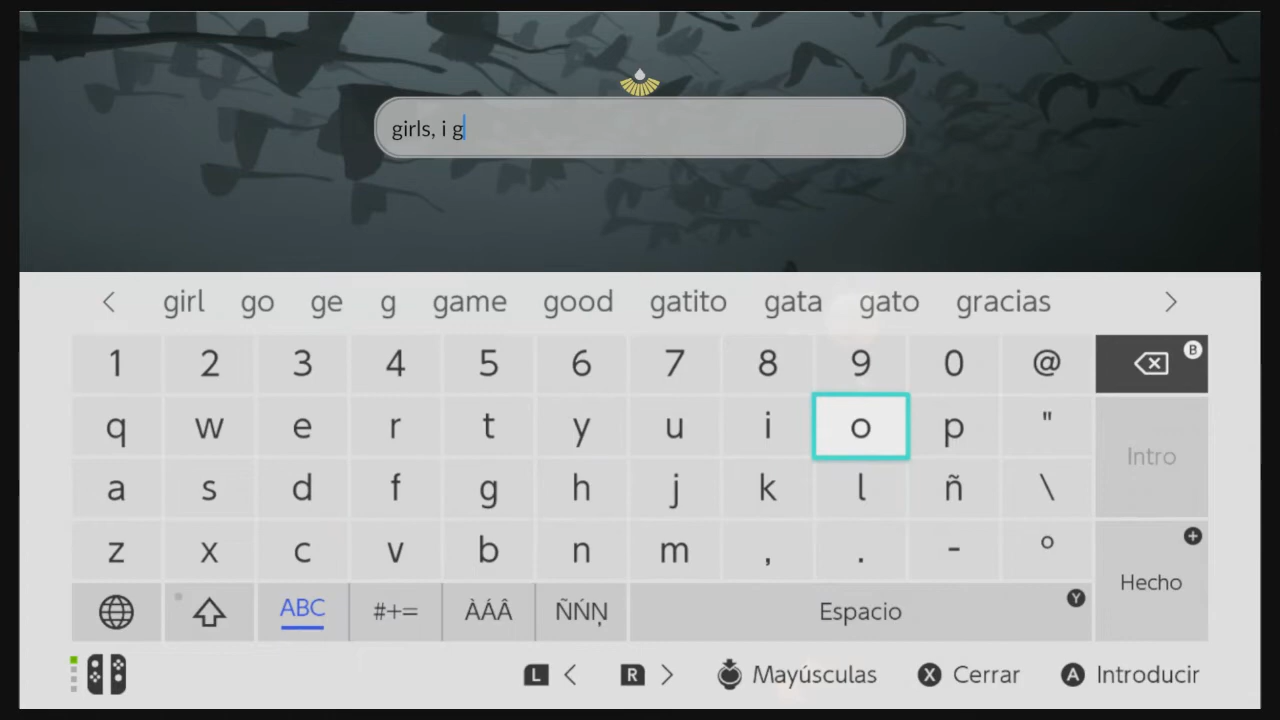 girls, i g
girl go ge g game good gatito gata gato gracias
1 2 3 4 5 6 7 8 9 0 @ B
q w e r t y u i o p "
Intro
a s d f g h j k l ñ \
z x c v b n m , . - º
+
Hecho
ABC #+= ÀÁÂ ÑŃŅ Espacio Y
L < R > Mayúsculas X Cerrar A Introducir